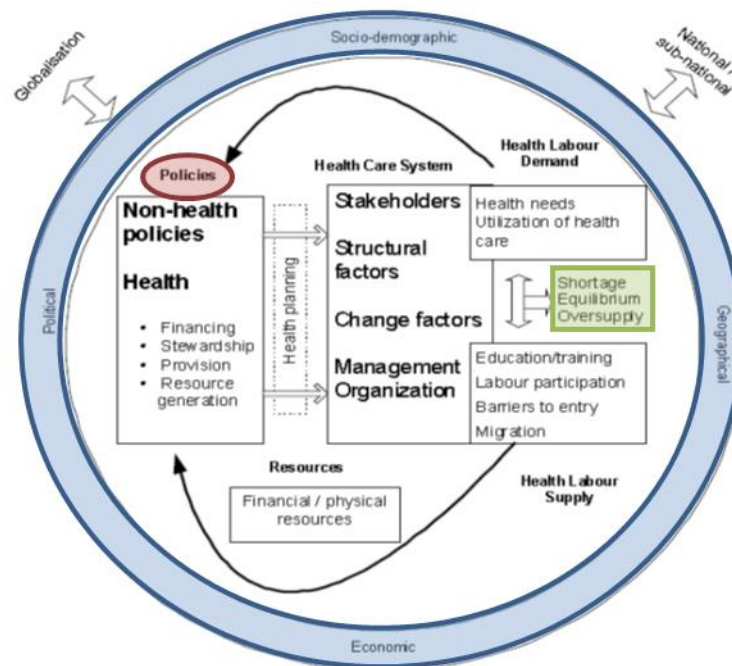 Socio-demographic
Globalisation
National /
sub-national
Political
Geographical
Economic
Policies
Non-health
policies
Health
• Financing
• Stewardship
• Provision
• Resource
generation
Health planning
Health Care System
Stakeholders
Structural
factors
Change factors
Management
Organization
Health Labour
Demand
Health needs
Utilization of health
care
Shortage
Equilibrium
Oversupply
Education/training
Labour participation
Barriers to entry
Migration
Health Labour
Supply
Resources
Financial / physical
resources